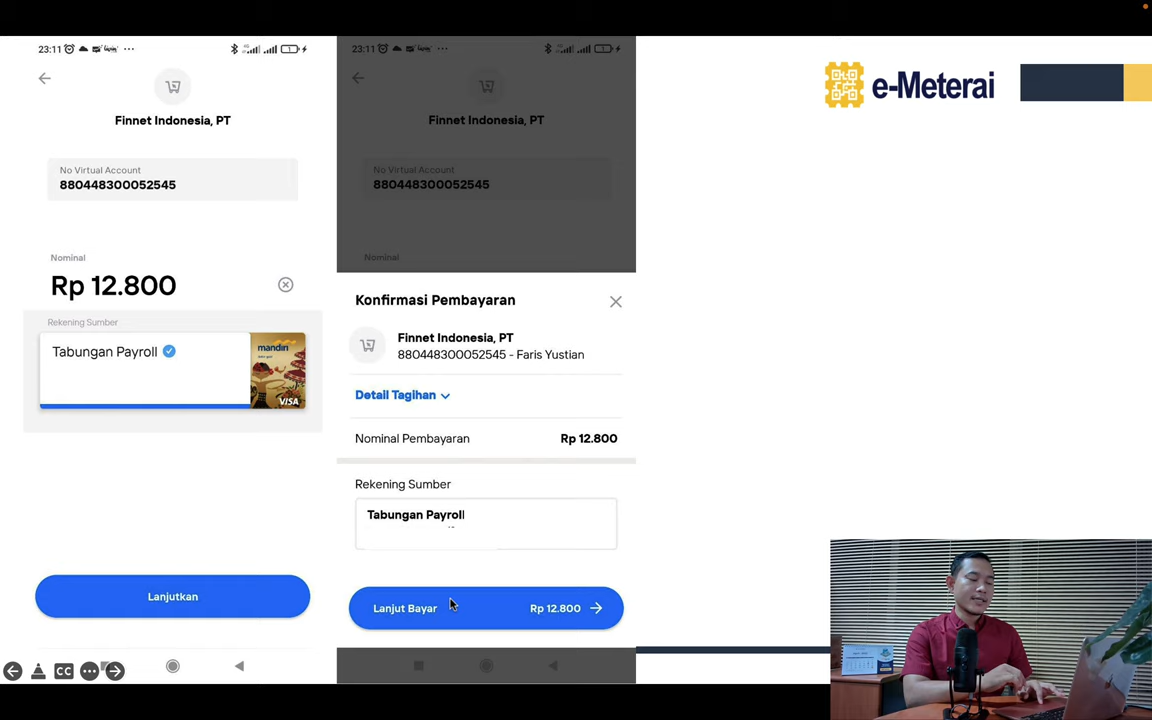 23:11
Finnet Indonesia, PT
No Virtual Account
880448300052545
Nominal
Rp 12.800
Rekening Sumber
Tabungan Payroll
mandiri
VISA
Lanjutkan
CC
23:11
Finnet Indonesia, PT
No Virtual Account
880448300052545
Nominal
Konfirmasi Pembayaran
Finnet Indonesia, PT
880448300052545 - Faris Yustian
Detail Tagihan
Nominal Pembayaran Rp 12.800
Rekening Sumber
Tabungan Payroll
Lanjut Bayar Rp 12.800
e-Meterai